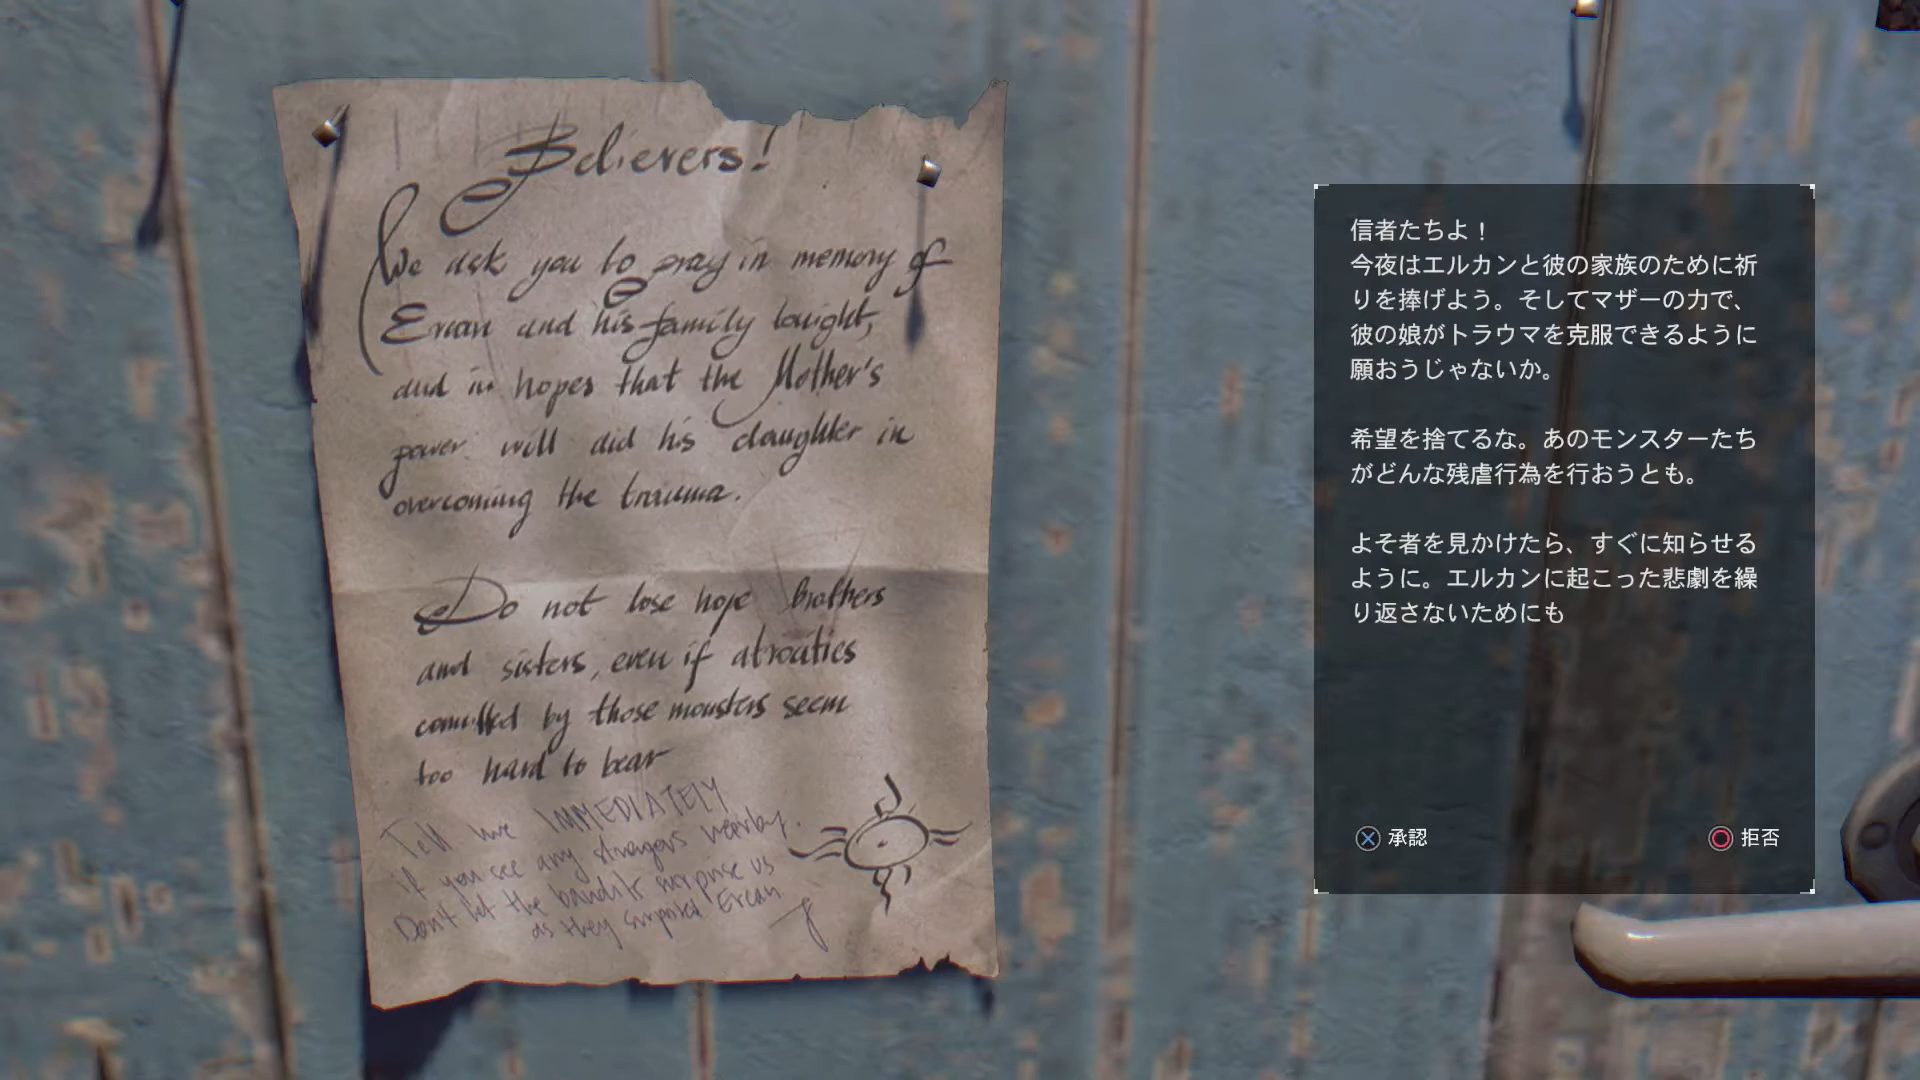 Believers!
We ask you to pray in memory of
Ercan and his family tonight,
and in hopes that the Mother's
power will aid his daughter in
overcoming the trauma.
Do not lose hope brothers
and sisters, even if atrocities
committed by those monsters seem
too hard to bear
Tell me IMMEDIATELY
if you see any strangers nearby.
Don't let the bandits surprise us
as they surprised Ercan
信者たちよ！
今夜はエルカンと彼の家族のために祈
りを捧げよう。そしてマザーの力で、
彼の娘がトラウマを克服できるように
願おうじゃないか。
希望を捨てるな。あのモンスターたち
がどんな残虐行為を行おうとも。
よそ者を見かけたら、すぐに知らせる
ように。エルカンに起こった悲劇を繰
り返さないためにも
承認
拒否